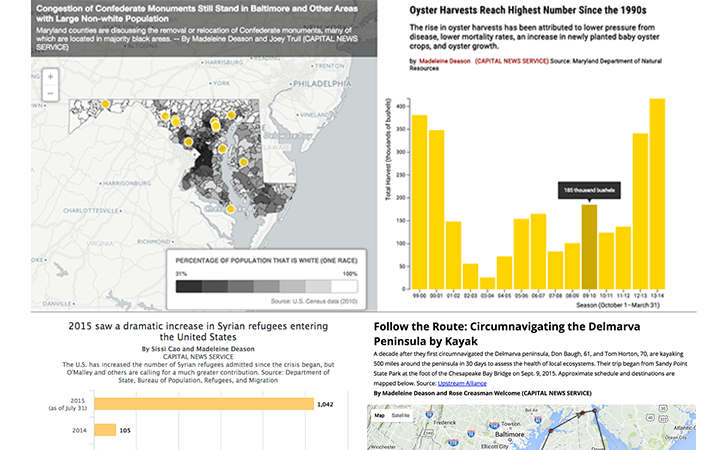 Congestion of Confederate Monuments Still Stand in Baltimore and Other Areas
with Large Non-white Population
Maryland counties are discussing the removal or relocation of Confederate monuments, many of
which are located in majority black areas. -- By Madeleine Deason and Joey Trull (CAPITAL NEWS
SERVICE)
+
−
HARRISBURG
TRENTON
YORK
PHILADELPHIA
VINELAND
Delaware Bay
HARRISONBURG
CHARLOTTESVILLE
VIRGINIA
RICHMOND
DANVILLE
PERCENTAGE OF POPULATION THAT IS WHITE (ONE RACE)
31%
100%
Source: U.S. Census data (2010)
Oyster Harvests Reach Highest Number Since the 1990s
The rise in oyster harvests has been attributed to lower pressure from
disease, lower mortality rates, an increase in newly planted baby oyster
crops, and oyster growth.
by Madeleine Deason (CAPITAL NEWS SERVICE) Source: Maryland Department of Natural
Resources
Total Harvest (thousands of bushels)
400
350
300
250
200
150
100
50
0
185 thousand bushels
99-00 00-01 01-02 02-03 03-04 04-05 05-06 06-07 07-08 08-09 09-10 10-11 11-12 12-13 13-14
Season (October 1—March 31)
2015 saw a dramatic increase in Syrian refugees entering
the United States
By Sissi Cao and Madeleine Deason
CAPITAL NEWS SERVICE
The U.S. has increased the number of Syrian refugees admitted since the crisis began, but
O'Malley and others are calling for a much greater contribution. Source: Department of
State, Bureau of Population, Refugees, and Migration
2015
(as of July 31)
1,042
2014
105
Follow the Route: Circumnavigating the Delmarva
Peninsula by Kayak
A decade after they first circumnavigated the Delmarva peninsula, Don Baugh, 61, and Tom Horton, 70, are kayaking
500 miles around the peninsula in 30 days to assess the health of local ecosystems. Their trip began from Sandy Point
State Park at the foot of the Chesapeake Bay Bridge on Sept. 9, 2015. Approximate schedule and destinations are
mapped below. Source: Upstream Alliance
By Madeleine Deason and Rose Creasman Welcome (CAPITAL NEWS SERVICE)
Map Satellite
Bel Air
Frederick
Towson
Baltimore
Ellicott City
Winchester